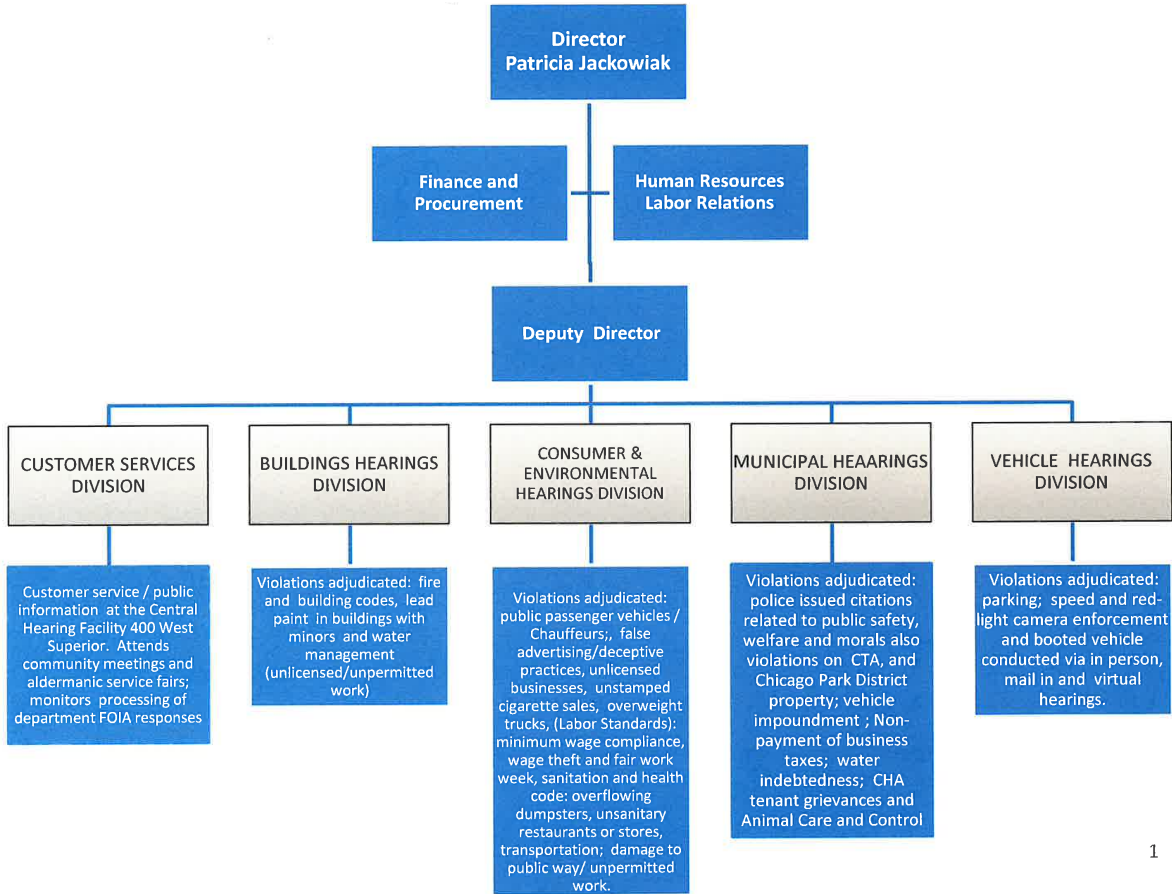 Director
Patricia Jackowiak
Finance and
Procurement
Human Resources
Labor Relations
Deputy Director
CUSTOMER SERVICES
DIVISION
BUILDINGS HEARINGS
DIVISION
CONSUMER &
ENVIRONMENTAL
HEARINGS DIVISION
MUNICIPAL HEAARINGS
DIVISION
VEHICLE HEARINGS
DIVISION
Customer service / public
information at the Central
Hearing Facility 400 West
Superior. Attends
community meetings and
aldermanic service fairs;
monitors processing of
department FOIA responses
Violations adjudicated: fire
and building codes, lead
paint in buildings with
minors and water
management
(unlicensed/unpermitted
work)
Violations adjudicated:
public passenger vehicles /
Chauffeurs;, false
advertising/deceptive
practices, unlicensed
businesses, unstamped
cigarette sales, overweight
trucks, (Labor Standards):
minimum wage compliance,
wage theft and fair work
week, sanitation and health
code: overflowing
dumpsters, unsanitary
restaurants or stores,
transportation; damage to
public way/ unpermitted
work.
Violations adjudicated:
police issued citations
related to public safety,
welfare and morals also
violations on CTA, and
Chicago Park District
property; vehicle
impoundment ; Non-
payment of business
taxes; water
indebtedness; CHA
tenant grievances and
Animal Care and Control
Violations adjudicated:
parking; speed and red-
light camera enforcement
and booted vehicle
conducted via in person,
mail in and virtual
hearings.
1